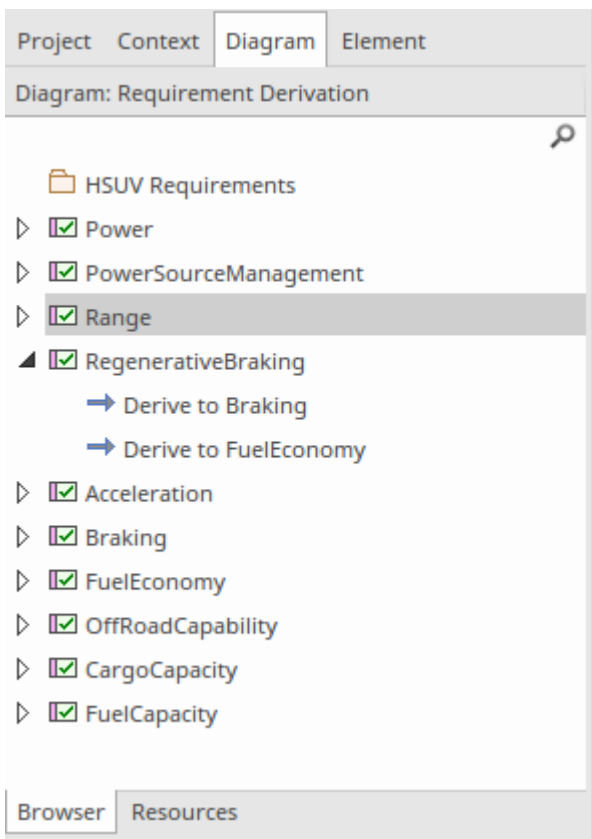 Project Context Diagram Element
Diagram: Requirement Derivation
HSUV Requirements
Power
PowerSourceManagement
Range
RegenerativeBraking
Derive to Braking
Derive to FuelEconomy
Acceleration
Braking
FuelEconomy
OffRoadCapability
CargoCapacity
FuelCapacity
Browser Resources